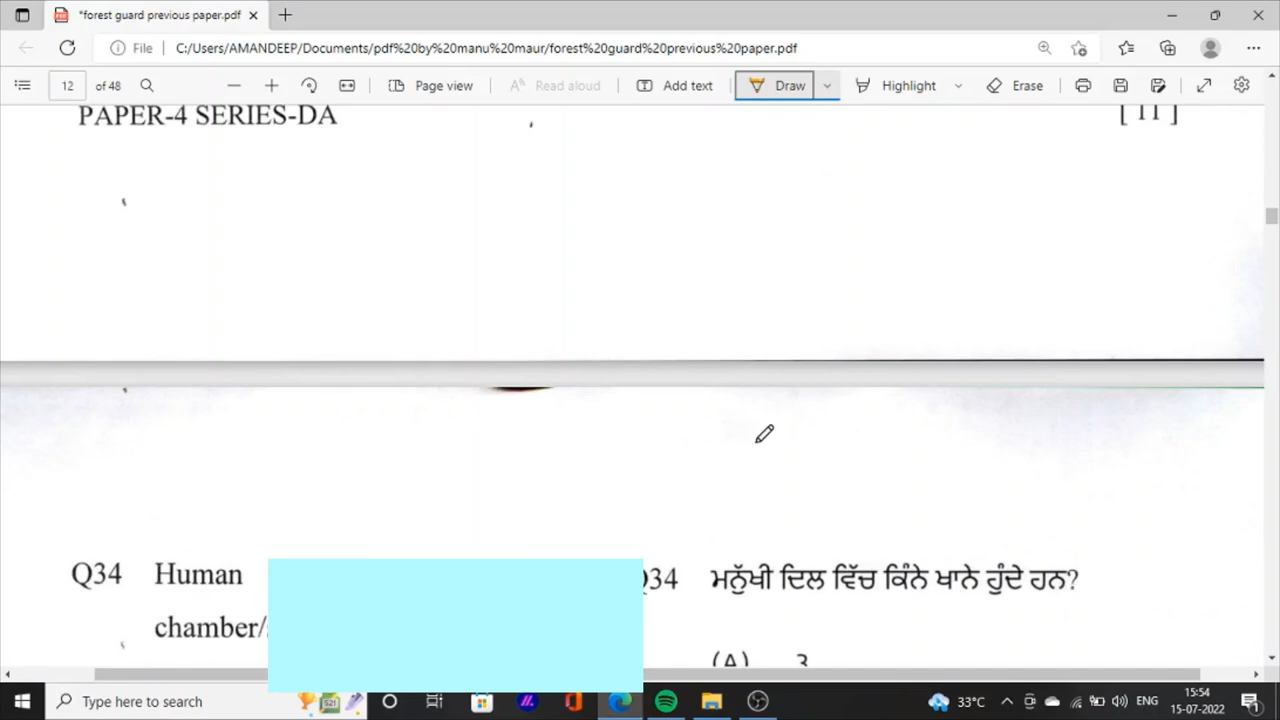 *forest guard previous paper.pdf
File C:/Users/AMANDEEP/Documents/pdf%20by%20manu%20maur/forest%20guard%20previous%20paper.pdf
12 of 48 Page view Read aloud Add text Draw Highlight Erase
PAPER-4 SERIES-DA [ 11 ]
Q34 Human
chamber/
Q34 ਮਨੁੱਖੀ ਦਿਲ ਵਿੱਚ ਕਿੰਨੇ ਖਾਨੇ ਹੁੰਦੇ ਹਨ?
(A) 3
Type here to search 33°C ENG 15:54
15-07-2022